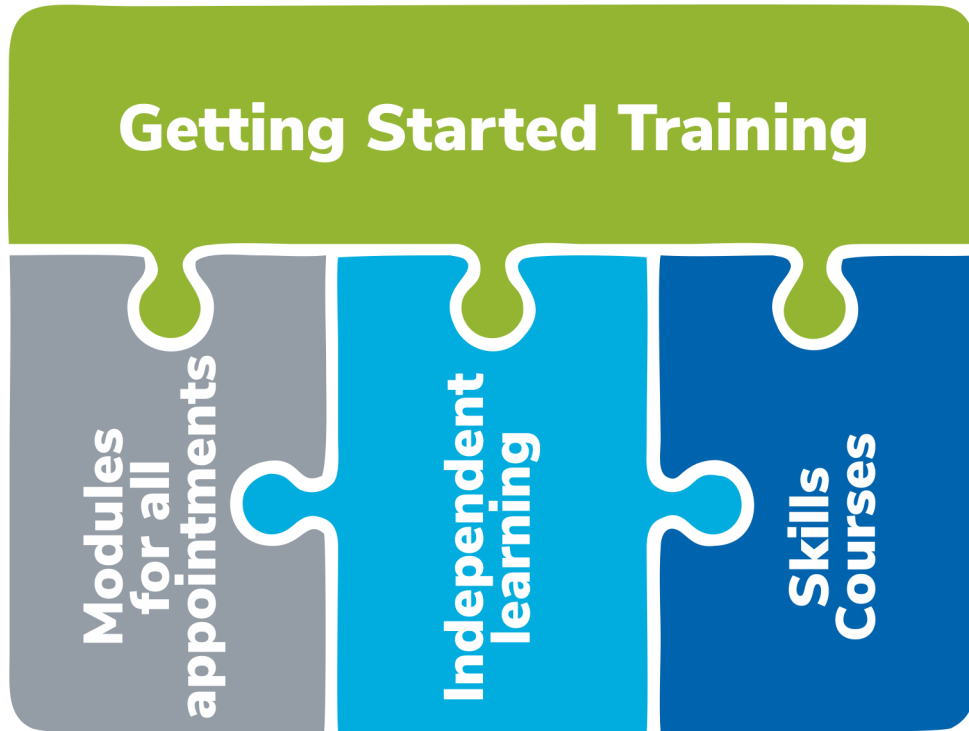 Getting Started Training
Modules
for all
appointments
Independent
learning
Skills
Courses